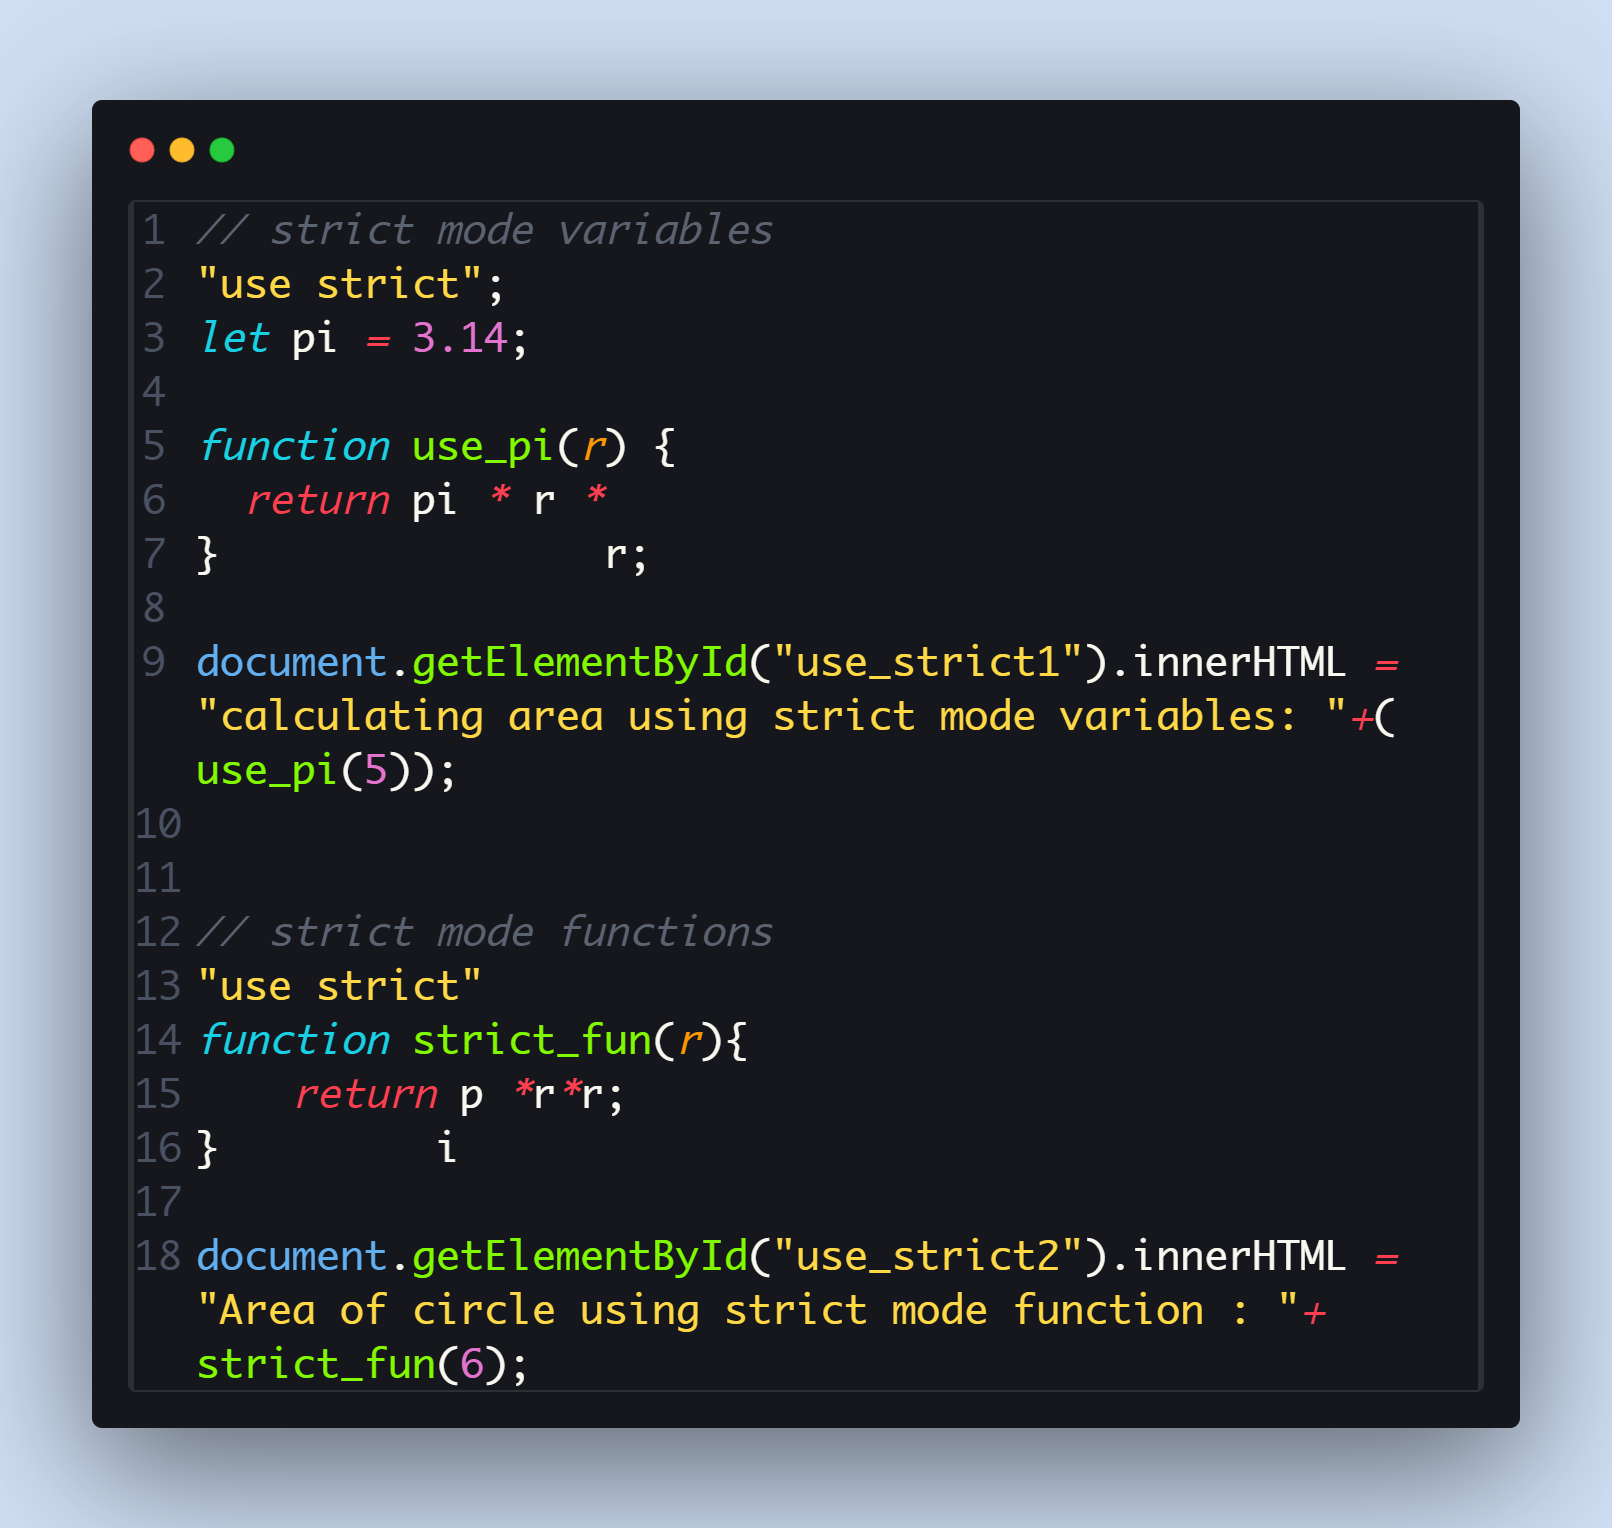 1 // strict mode variables
2 "use strict";
3 let pi = 3.14;
4
5 function use_pi(r) {
6   return pi * r *
7 }                r;
8
9 document.getElementById("use_strict1").innerHTML =
"calculating area using strict mode variables: "+(
use_pi(5));
10
11
12 // strict mode functions
13 "use strict"
14 function strict_fun(r){
15     return p *r*r;
16 }         i
17
18 document.getElementById("use_strict2").innerHTML =
"Area of circle using strict mode function : "+
strict_fun(6);